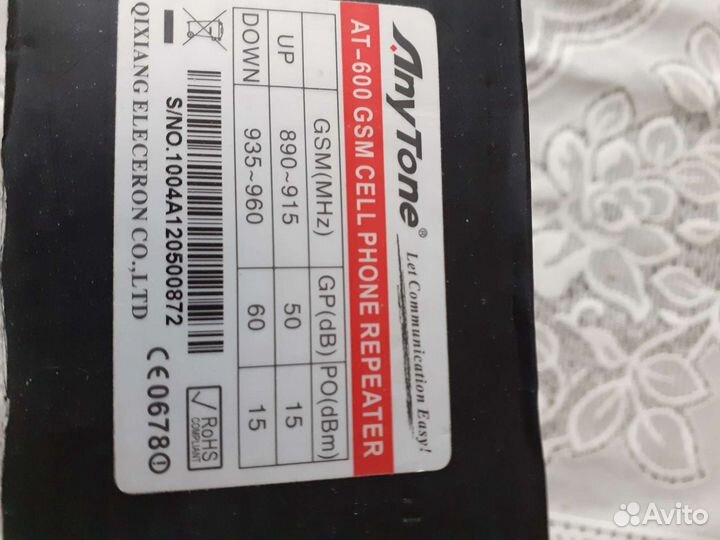 AnyTone®
Let Communication Easy!
AT-600 GSM CELL PHONE REPEATER
GSM(MHz) GP(dB) PO(dBm)
UP 890~915 50 15
DOWN 935~960 60 15
S/NO.1004A120500872
RoHS
COMPLIANT
QIXIANG ELECERON CO.,LTD
CE0678
Avito